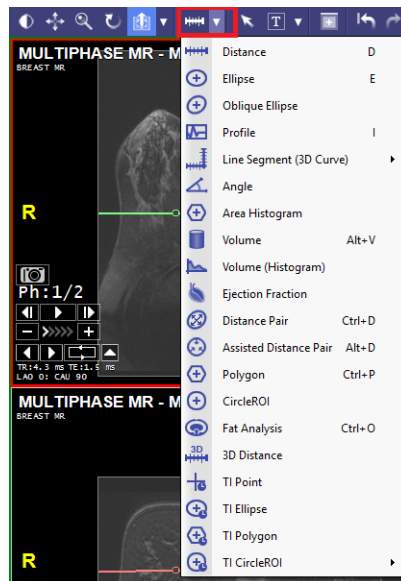 T
MULTIPHASE MR - M
BREAST MR
R
Ph:1/2
TR:4.3 ms TE:1.5 ms
LAO 0: CAU 90
MULTIPHASE MR - M
BREAST MR
R
Distance D
Ellipse E
Oblique Ellipse
Profile I
Line Segment (3D Curve)
Angle
Area Histogram
Volume Alt+V
Volume (Histogram)
Ejection Fraction
Distance Pair Ctrl+D
Assisted Distance Pair Alt+D
Polygon Ctrl+P
CircleROI
Fat Analysis Ctrl+O
3D
3D Distance
TI Point
TI Ellipse
TI Polygon
TI CircleROI